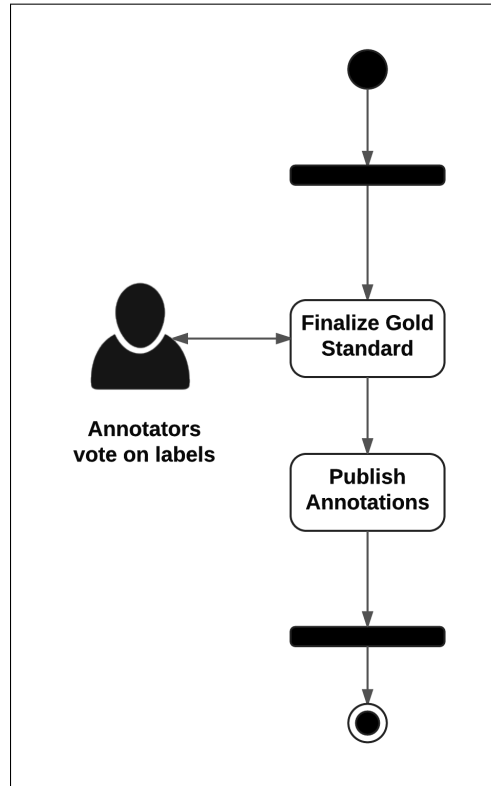 Finalize Gold
Standard
Annotators
vote on labels
Publish
Annotations